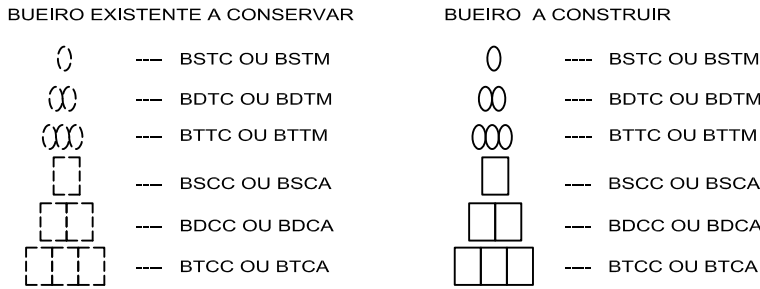 BUEIRO EXISTENTE A CONSERVAR
---- BSTC OU BSTM
---- BDTC OU BDTM
---- BTTC OU BTTM
---- BSCC OU BSCA
---- BDCC OU BDCA
---- BTCC OU BTCA
BUEIRO A CONSTRUIR
---- BSTC OU BSTM
---- BDTC OU BDTM
---- BTTC OU BTTM
---- BSCC OU BSCA
---- BDCC OU BDCA
---- BTCC OU BTCA